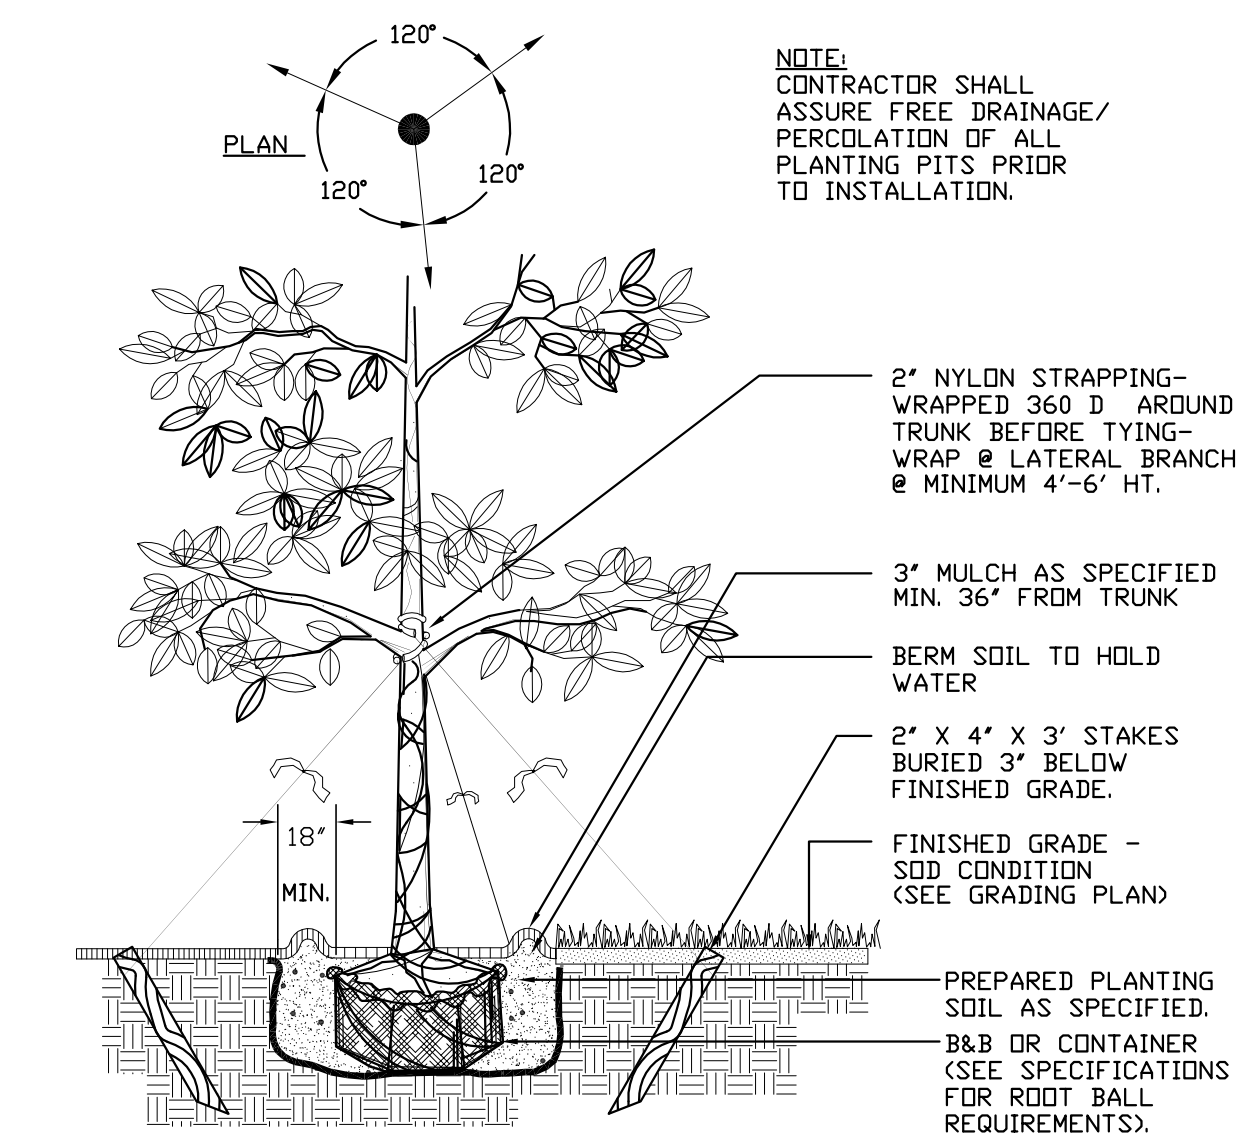 120°
PLAN
120°
120°
NOTE:
CONTRACTOR SHALL
ASSURE FREE DRAINAGE/
PERCOLATION OF ALL
PLANTING PITS PRIOR
TO INSTALLATION.
2" NYLON STRAPPING-
WRAPPED 360 D AROUND
TRUNK BEFORE TYING-
WRAP @ LATERAL BRANCH
@ MINIMUM 4'-6' HT.
3" MULCH AS SPECIFIED
MIN. 36" FROM TRUNK
BERM SOIL TO HOLD
WATER
2" X 4" X 3' STAKES
BURIED 3" BELOW
FINISHED GRADE.
18"
MIN.
FINISHED GRADE -
SOD CONDITION
(SEE GRADING PLAN)
PREPARED PLANTING
SOIL AS SPECIFIED.
B&B OR CONTAINER
(SEE SPECIFICATIONS
FOR ROOT BALL
REQUIREMENTS).